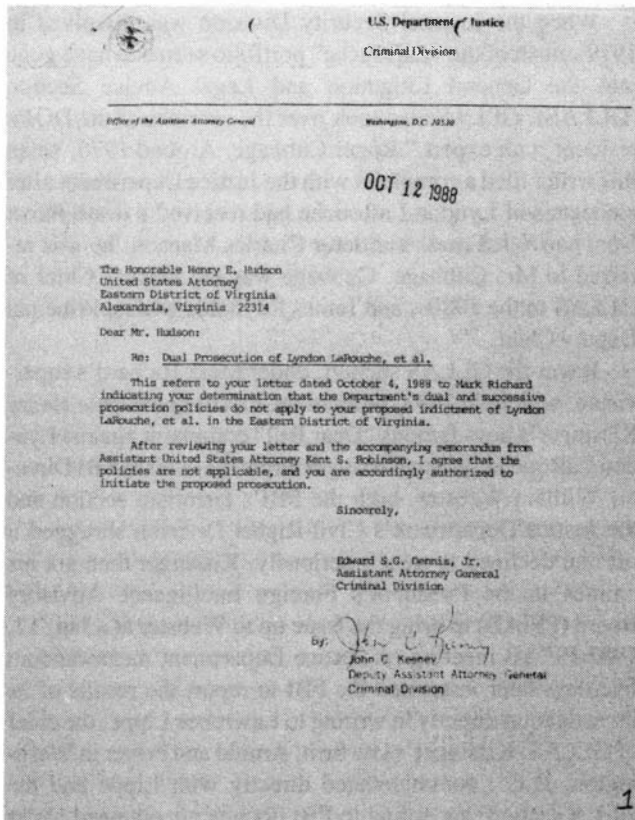 U.S. Department of Justice
Criminal Division
Office of the Assistant Attorney General
Washington, D.C. 20530
OCT 12 1988
The Honorable Henry E. Hudson
United States Attorney
Eastern District of Virginia
Alexandria, Virginia 22314
Dear Mr. Hudson:
Re: Dual Prosecution of Lyndon LaRouche, et al.
This refers to your letter dated October 4, 1988 to Mark Richard
indicating your determination that the Department's dual and successive
prosecution policies do not apply to your proposed indictment of Lyndon
LaRouche, et al. in the Eastern District of Virginia.
After reviewing your letter and the accompanying memorandum from
Assistant United States Attorney Kent S. Robinson, I agree that the
policies are not applicable, and you are accordingly authorized to
initiate the proposed prosecution.
Sincerely,
Edward S.G. Dennis, Jr.
Assistant Attorney General
Criminal Division
By: John C. Keeney
John C. Keeney
Deputy Assistant Attorney General
Criminal Division
1